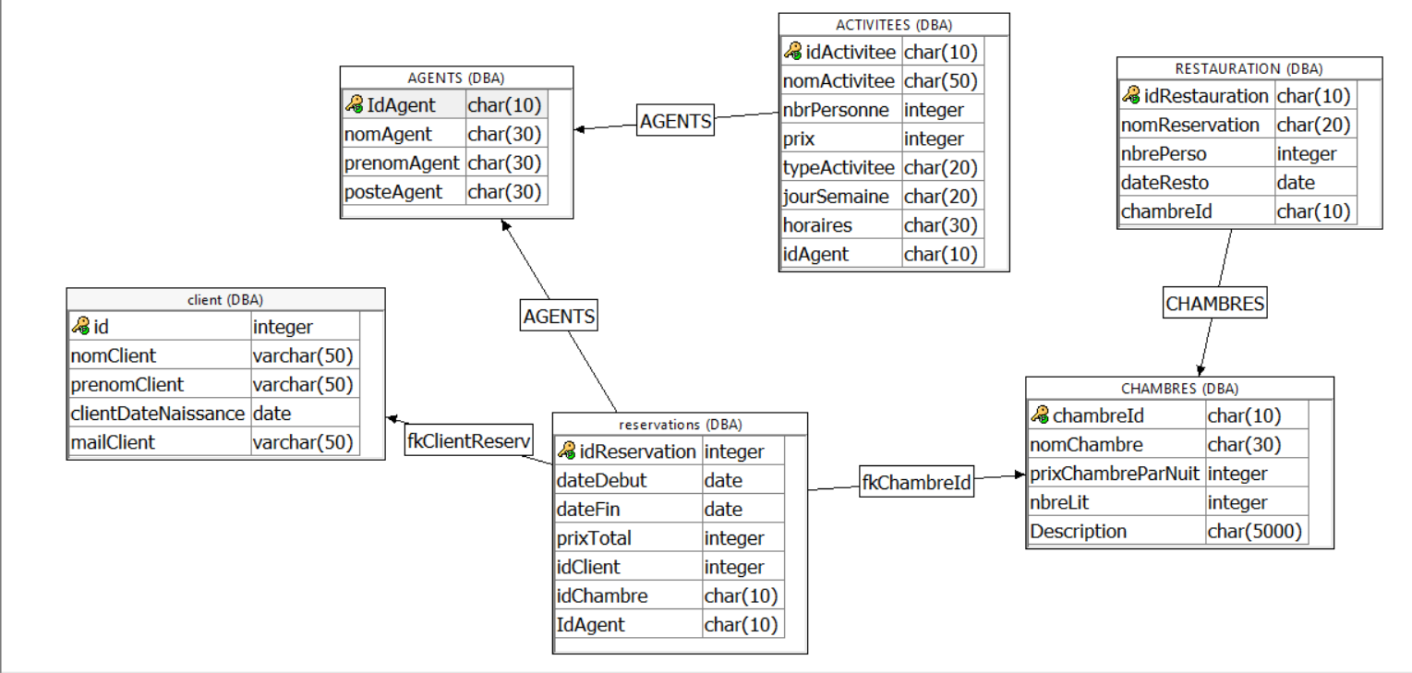 ACTIVITEES (DBA)
idActivitee char(10)
nomActivitee char(50)
nbrPersonne integer
prix integer
typeActivitee char(20)
jourSemaine char(20)
horaires char(30)
idAgent char(10)
RESTAURATION (DBA)
idRestauration char(10)
nomReservation char(20)
nbrePerso integer
dateResto date
chambreId char(10)
AGENTS (DBA)
IdAgent char(10)
nomAgent char(30)
prenomAgent char(30)
posteAgent char(30)
AGENTS
AGENTS
CHAMBRES
client (DBA)
id integer
nomClient varchar(50)
prenomClient varchar(50)
clientDateNaissance date
mailClient varchar(50)
fkClientReserv
reservations (DBA)
idReservation integer
dateDebut date
dateFin date
prixTotal integer
idClient integer
idChambre char(10)
IdAgent char(10)
fkChambreId
CHAMBRES (DBA)
chambreId char(10)
nomChambre char(30)
prixChambreParNuit integer
nbreLit integer
Description char(5000)